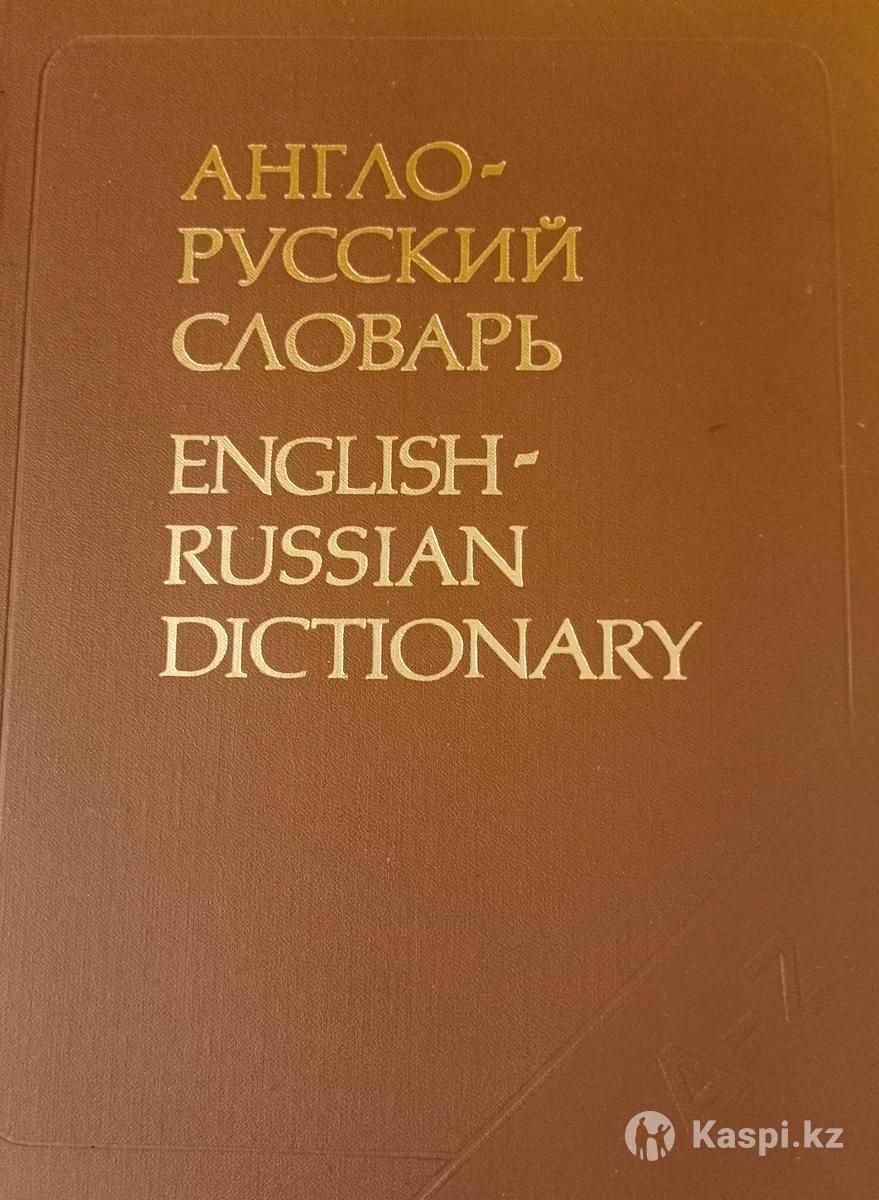 АНГЛО-
РУССКИЙ
СЛОВАРЬ
ENGLISH-
RUSSIAN
DICTIONARY
A-Z
Kaspi.kz